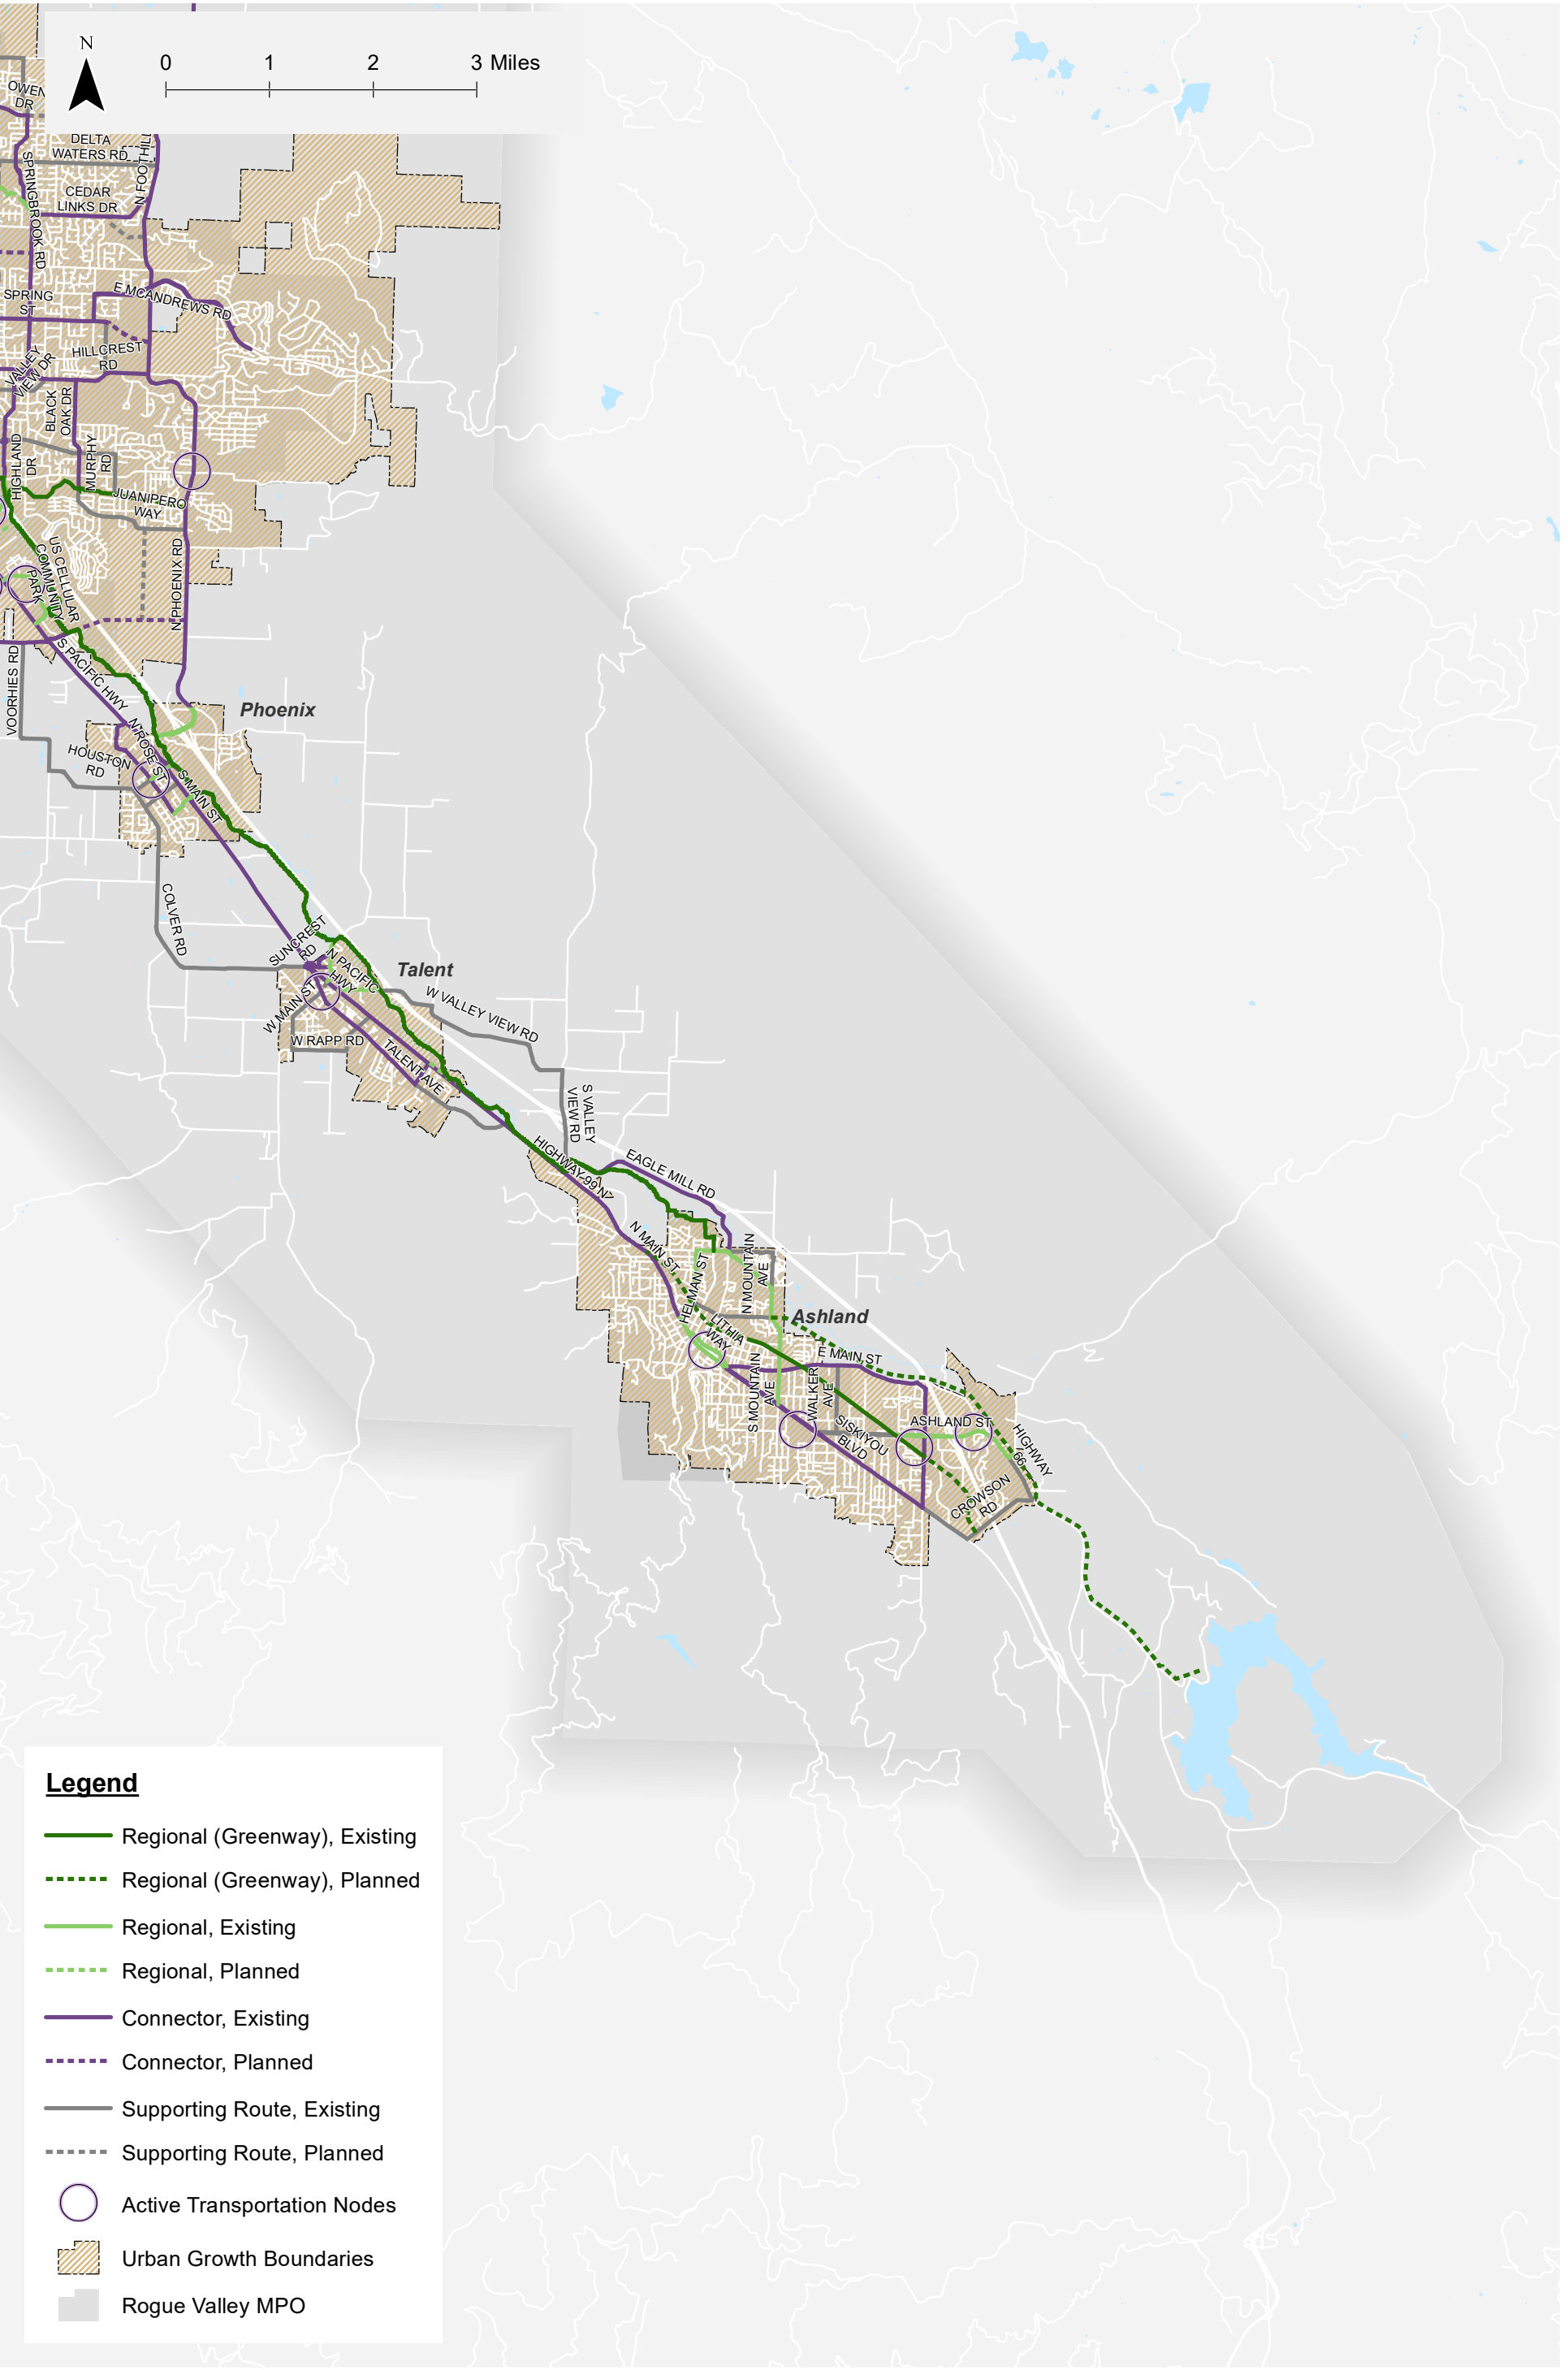 N
0 1 2 3 Miles
OWEN
DR
DELTA
WATERS RD
N FOOTHILL
SPRINGBROOK RD
CEDAR
LINKS DR
SPRING
ST
E MCANDREWS RD
HILLCREST
RD
VALLEY
VIEW DR
BLACK
OAK DR
HIGHLAND
DR
MURPHY
RD
JUANIPERO
WAY
US CELLULAR
COMMUNITY
PARK
N PHOENIX RD
S PACIFIC HWY
VOORHIES RD
Phoenix
N ROSE ST
HOUSTON
RD
S MAIN ST
COLVER RD
SUNCREST
RD
N PACIFIC
HWY
Talent
W MAIN ST
W VALLEY VIEW RD
W RAPP RD
TALENT AVE
S VALLEY
VIEW RD
HIGHWAY 99 N
EAGLE MILL RD
N MAIN ST
HELMAN ST
N MOUNTAIN
AVE
Ashland
LITHIA
WAY
E MAIN ST
S MOUNTAIN
AVE
WALKER
AVE
SISKIYOU
BLVD
ASHLAND ST
HIGHWAY
66
CROWSON
RD
Legend
Regional (Greenway), Existing
Regional (Greenway), Planned
Regional, Existing
Regional, Planned
Connector, Existing
Connector, Planned
Supporting Route, Existing
Supporting Route, Planned
Active Transportation Nodes
Urban Growth Boundaries
Rogue Valley MPO